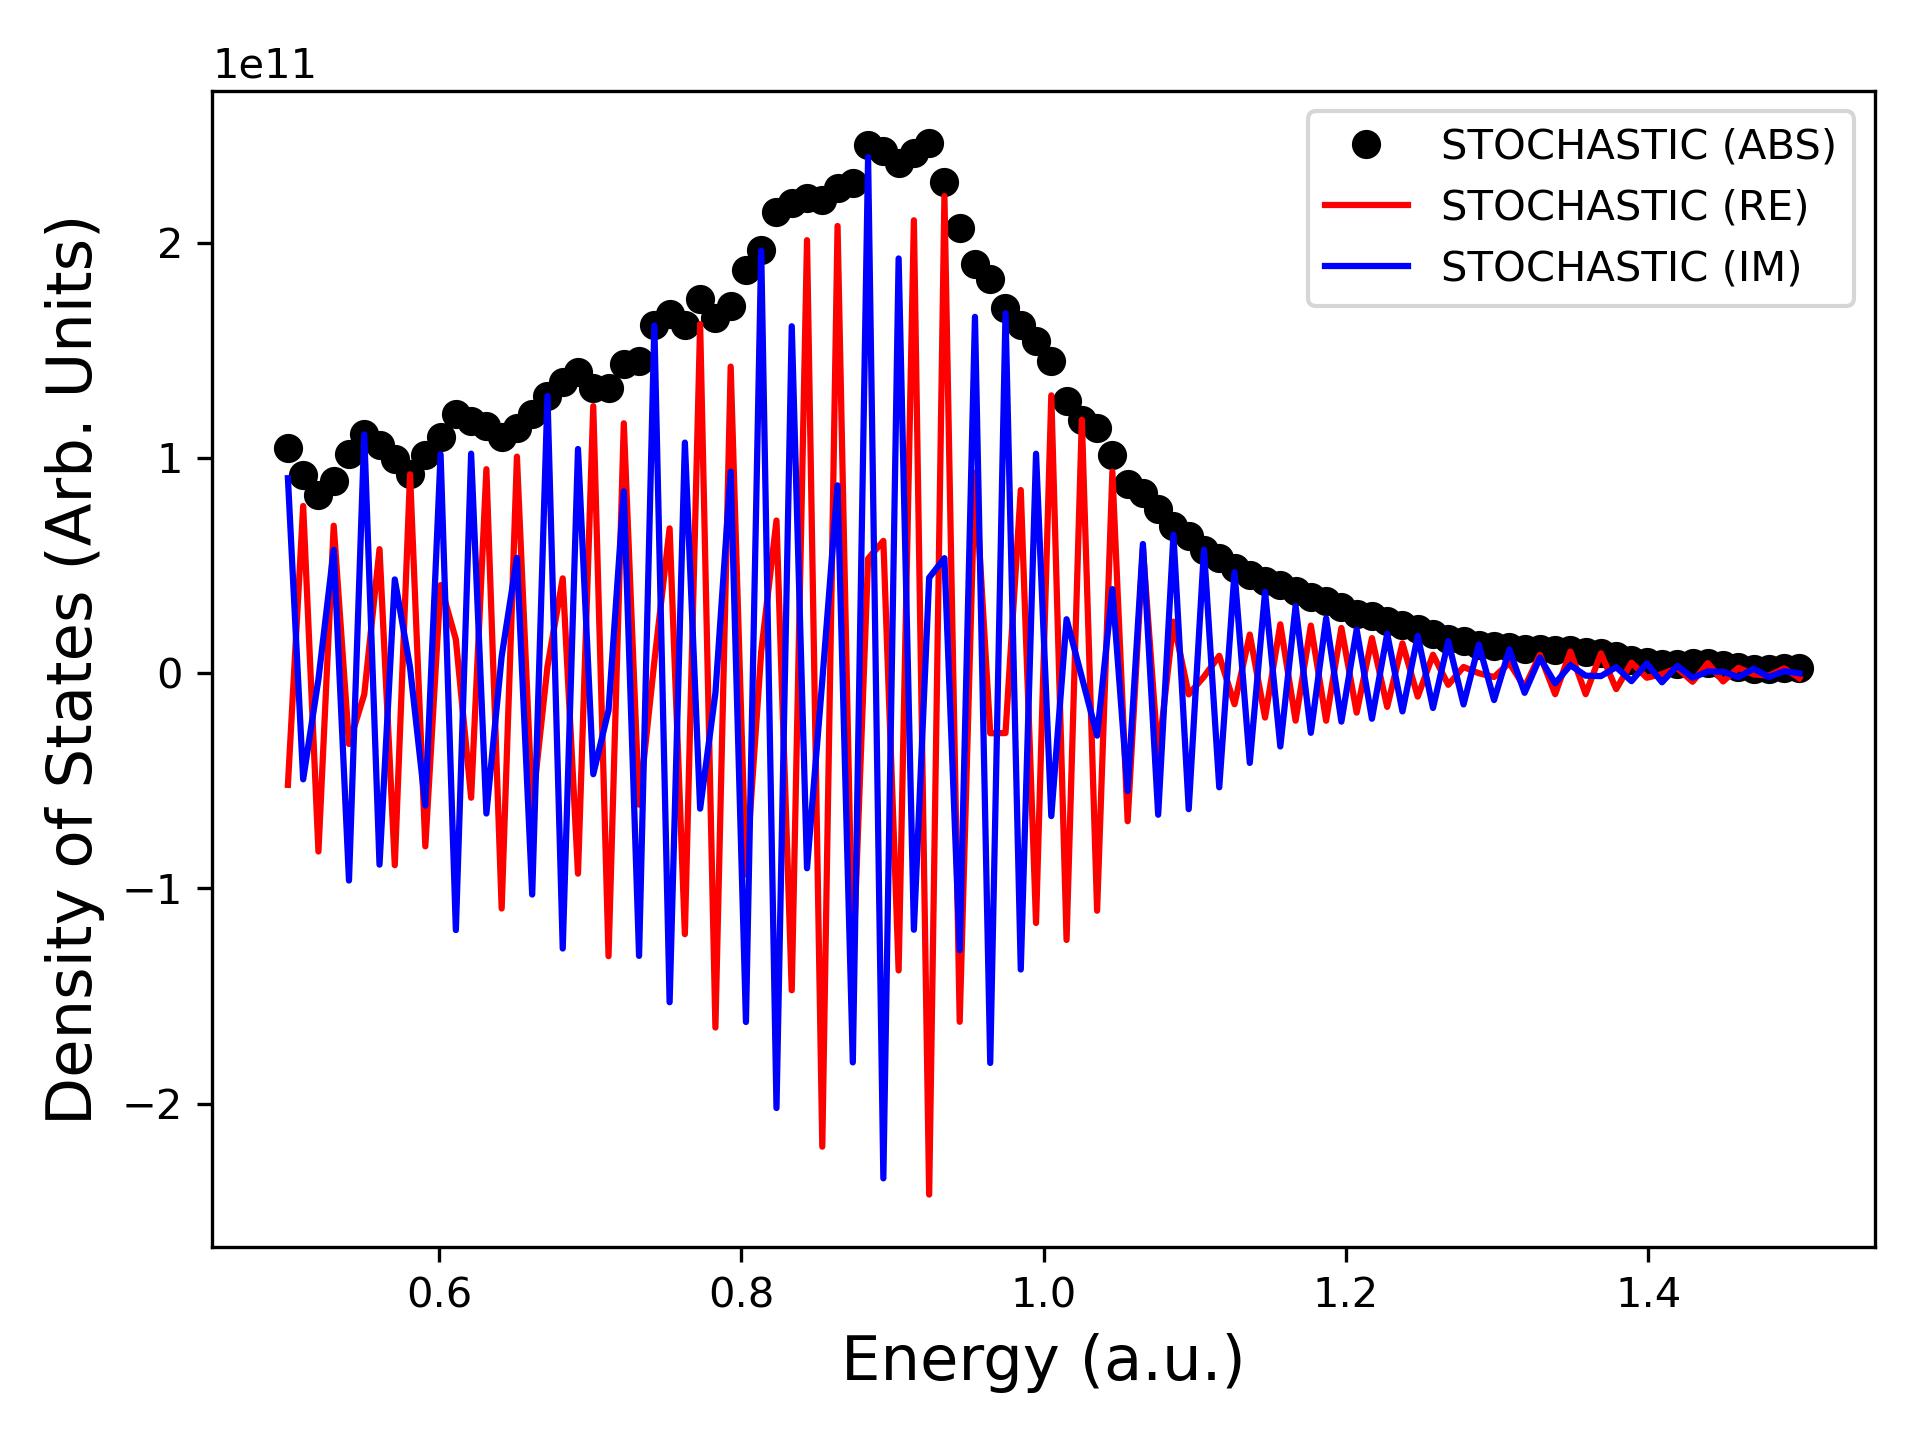 1e11
STOCHASTIC (ABS)
STOCHASTIC (RE)
STOCHASTIC (IM)
Density of States (Arb. Units)
2
1
0
−1
−2
0.6 0.8 1.0 1.2 1.4
Energy (a.u.)